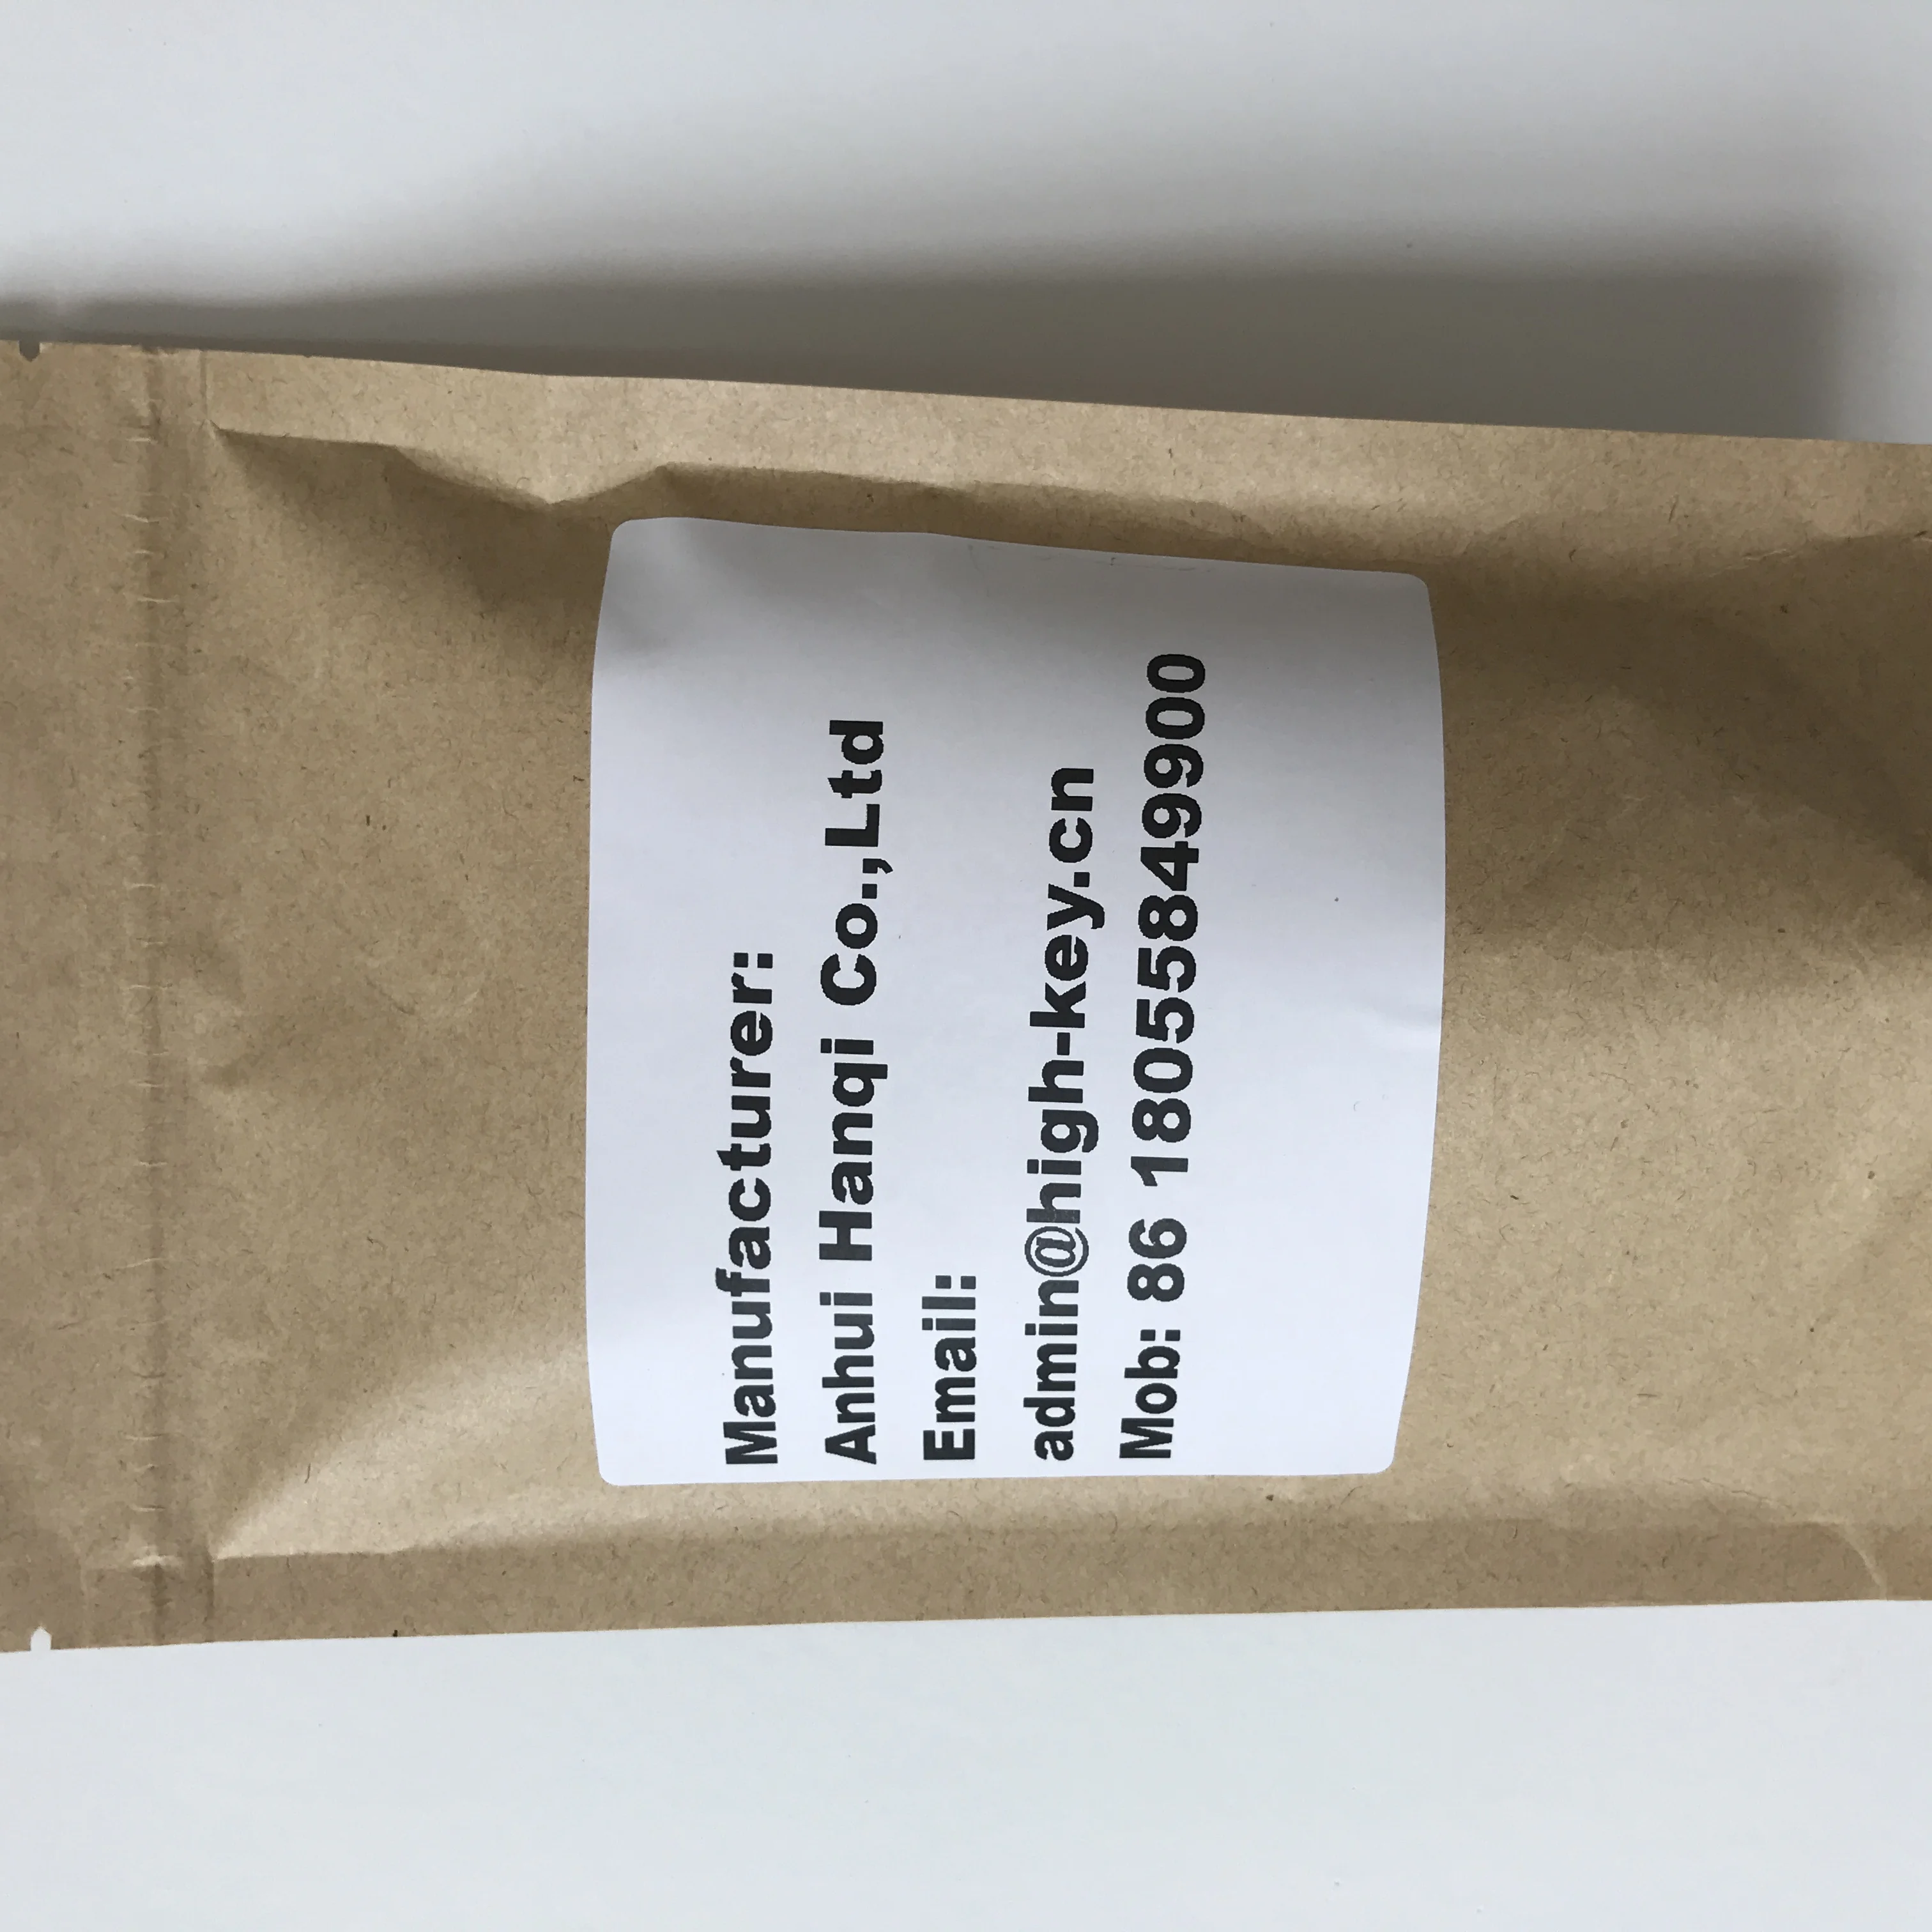 Manufacturer:
Anhui Hanqi Co.,Ltd
Email:
admin@high-key.cn
Mob: 86 18055849900